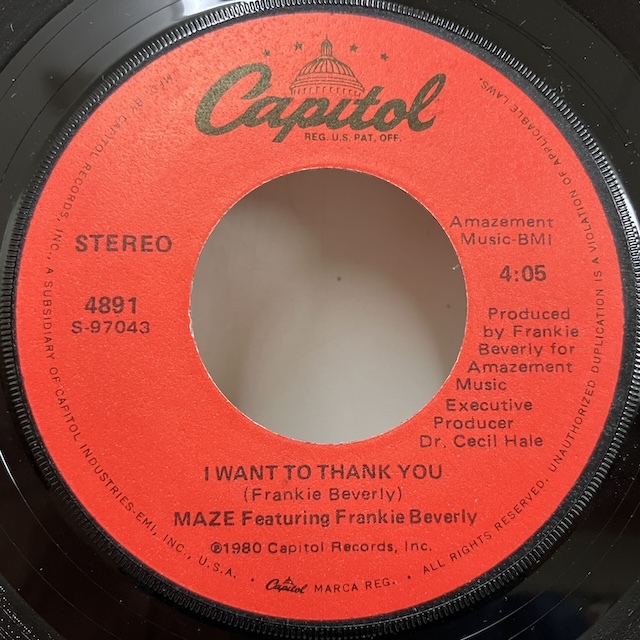 Capitol
REG. U.S. PAT. OFF.
STEREO
4891
S-97043
Amazement
Music-BMI
4:05
Produced
by Frankie
Beverly for
Amazement
Music
Executive
Producer
Dr. Cecil Hale
I WANT TO THANK YOU
(Frankie Beverly)
MAZE Featuring Frankie Beverly
℗1980 Capitol Records, Inc.
MFD. BY CAPITOL RECORDS, INC., A SUBSIDIARY OF CAPITOL INDUSTRIES-EMI, INC., U.S.A. • Capitol MARCA REG. • ALL RIGHTS RESERVED. UNAUTHORIZED DUPLICATION IS A VIOLATION OF APPLICABLE LAWS.